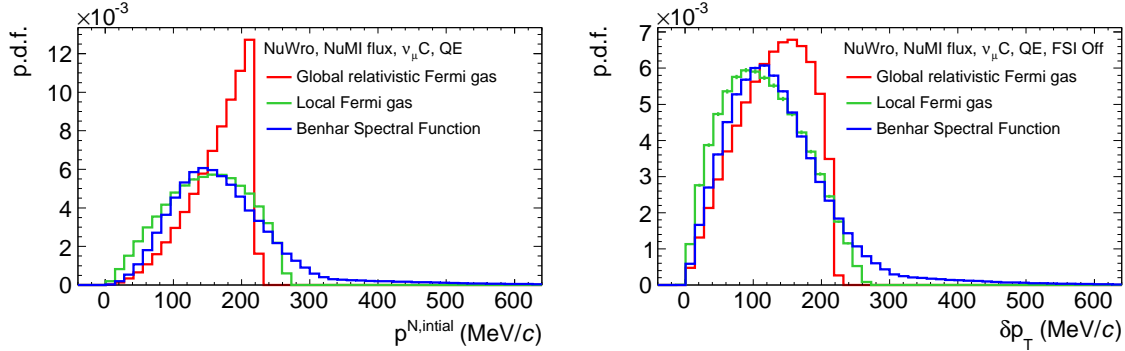 ×10⁻³
p.d.f.
12
10
8
6
4
2
0
NuWro, NuMI flux, νμC, QE
Global relativistic Fermi gas
Local Fermi gas
Benhar Spectral Function
0 100 200 300 400 500 600
p^N,intial (MeV/c)
×10⁻³
p.d.f.
7
6
5
4
3
2
1
0
NuWro, NuMI flux, νμC, QE, FSI Off
Global relativistic Fermi gas
Local Fermi gas
Benhar Spectral Function
0 100 200 300 400 500 600
δp_T (MeV/c)